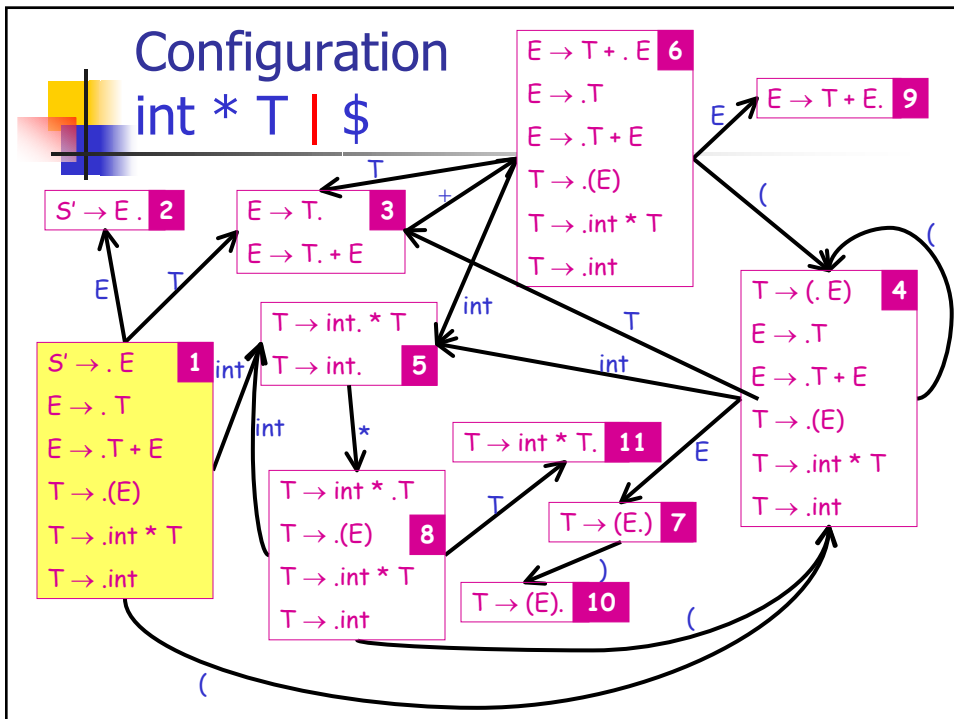 Configuration
int * T | $
E → T + . E 6
E → .T
E → .T + E
T → .(E)
T → .int * T
T → .int
E → T + E. 9
E
(
(
T
+
int
S’ → E . 2
E → T. 3
E → T. + E
E
T
T → int. * T
T → int. 5
int
int
*
T
int
T → (. E) 4
E → .T
E → .T + E
T → .(E)
T → .int * T
T → .int
S’ → . E 1
E → . T
E → .T + E
T → .(E)
T → .int * T
T → .int
T → int * .T
T → .(E) 8
T → .int * T
T → .int
T → int * T. 11
T
E
T → (E.) 7
)
T → (E). 10
(
(